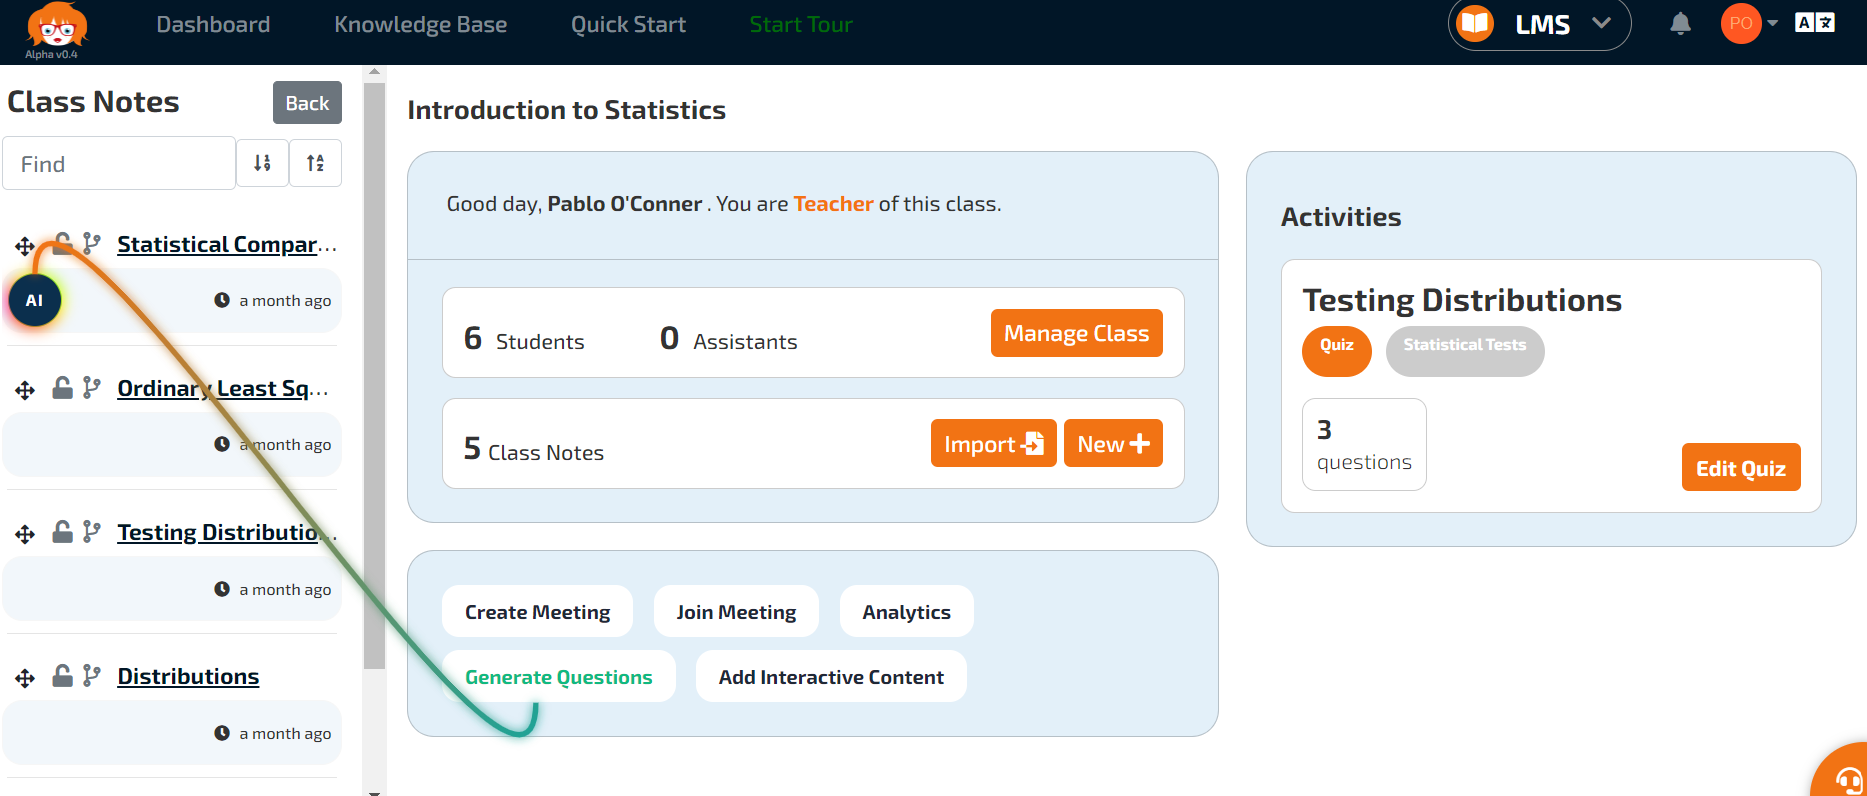 Dashboard
Knowledge Base
Quick Start
Start Tour
LMS
PO
A
Alpha v0.4
Class Notes
Back
Find
Statistical Compar...
AI
a month ago
Ordinary Least Sq...
a month ago
Testing Distributio...
a month ago
Distributions
a month ago
Introduction to Statistics
Good day, Pablo O'Conner . You are Teacher of this class.
6 Students
0 Assistants
Manage Class
5 Class Notes
Import
New
Create Meeting
Join Meeting
Analytics
Generate Questions
Add Interactive Content
Activities
Testing Distributions
Quiz
Statistical Tests
3
questions
Edit Quiz